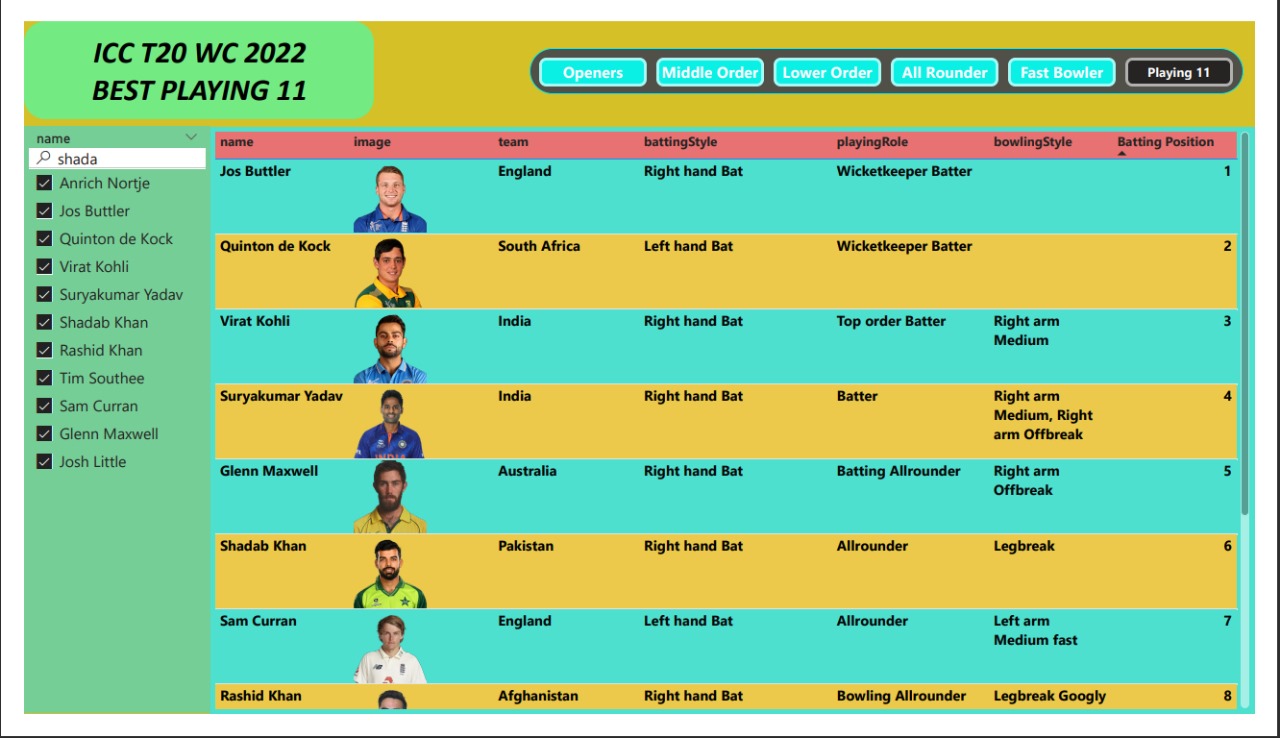 ICC T20 WC 2022
BEST PLAYING 11
Openers
Middle Order
Lower Order
All Rounder
Fast Bowler
Playing 11
name
shada
Anrich Nortje
Jos Buttler
Quinton de Kock
Virat Kohli
Suryakumar Yadav
Shadab Khan
Rashid Khan
Tim Southee
Sam Curran
Glenn Maxwell
Josh Little
name image team battingStyle playingRole bowlingStyle Batting Position
Jos Buttler England Right hand Bat Wicketkeeper Batter 1
Quinton de Kock South Africa Left hand Bat Wicketkeeper Batter 2
Virat Kohli India Right hand Bat Top order Batter Right arm 3
Medium
Suryakumar Yadav India Right hand Bat Batter Right arm 4
Medium, Right
arm Offbreak
INDIA
Glenn Maxwell Australia Right hand Bat Batting Allrounder Right arm 5
Offbreak
Shadab Khan Pakistan Right hand Bat Allrounder Legbreak 6
Sam Curran England Left hand Bat Allrounder Left arm 7
Medium fast
Rashid Khan Afghanistan Right hand Bat Bowling Allrounder Legbreak Googly 8